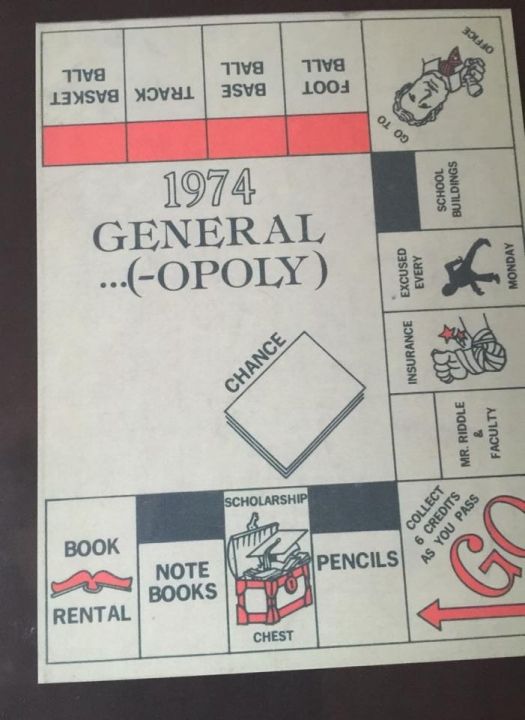 BASKET
BALL
TRACK
BASE
BALL
FOOT
BALL
GO TO
OFFICE
1974
GENERAL
...(-OPOLY)
SCHOOL
BUILDINGS
EXCUSED
EVERY
MONDAY
INSURANCE
MR. RIDDLE
&
FACULTY
CHANCE
BOOK
RENTAL
NOTE
BOOKS
SCHOLARSHIP
CHEST
PENCILS
COLLECT
6 CREDITS
AS YOU PASS
GO